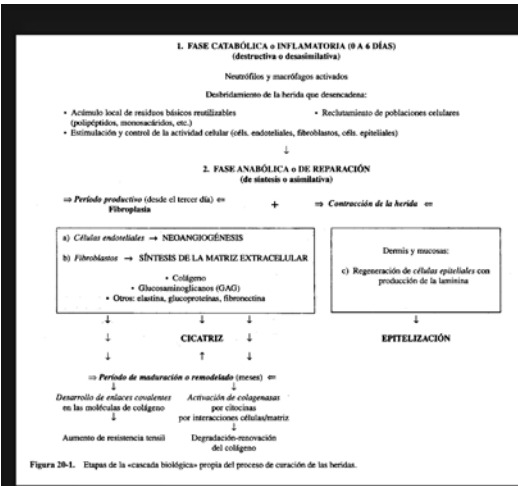 1. FASE CATABÓLICA o INFLAMATORIA (0 A 6 DÍAS)
(destructiva o desasimilativa)
Neutrófilos y macrófagos activados
Desbridamiento de la herida que desencadena:
• Acúmulo local de residuos básicos reutilizables
(polipéptidos, monosacáridos, etc.)
• Reclutamiento de poblaciones celulares
• Estimulación y control de la actividad celular (céls. endoteliales, fibroblastos, céls. epiteliales)
↓
2. FASE ANABÓLICA o DE REPARACIÓN
(de síntesis o asimilativa)
⇒ Período productivo (desde el tercer día) ⇐ + ⇒ Contracción de la herida ⇐
Fibroplasia
a) Células endoteliales → NEOANGIOGÉNESIS
b) Fibroblastos → SÍNTESIS DE LA MATRIZ EXTRACELULAR
• Colágeno
• Glucosaminoglicanos (GAG)
• Otros: elastina, glucoproteínas, fibronectina
Dermis y mucosas:
c) Regeneración de células epiteliales con
producción de la laminina
↓ ↓ ↓ ↓
↓ CICATRIZ ↓ EPITELIZACIÓN
↓ ↑ ↓
⇒ Período de maduración o remodelado (meses) ⇐
↓ ↓
Desarrollo de enlaces covalentes
en las moléculas de colágeno
↓
Aumento de resistencia tensil
Activación de colagenasas
por citocinas
por interacciones células/matriz
↓
Degradación-renovación
del colágeno
Figura 20-1. Etapas de la «cascada biológica» propia del proceso de curación de las heridas.